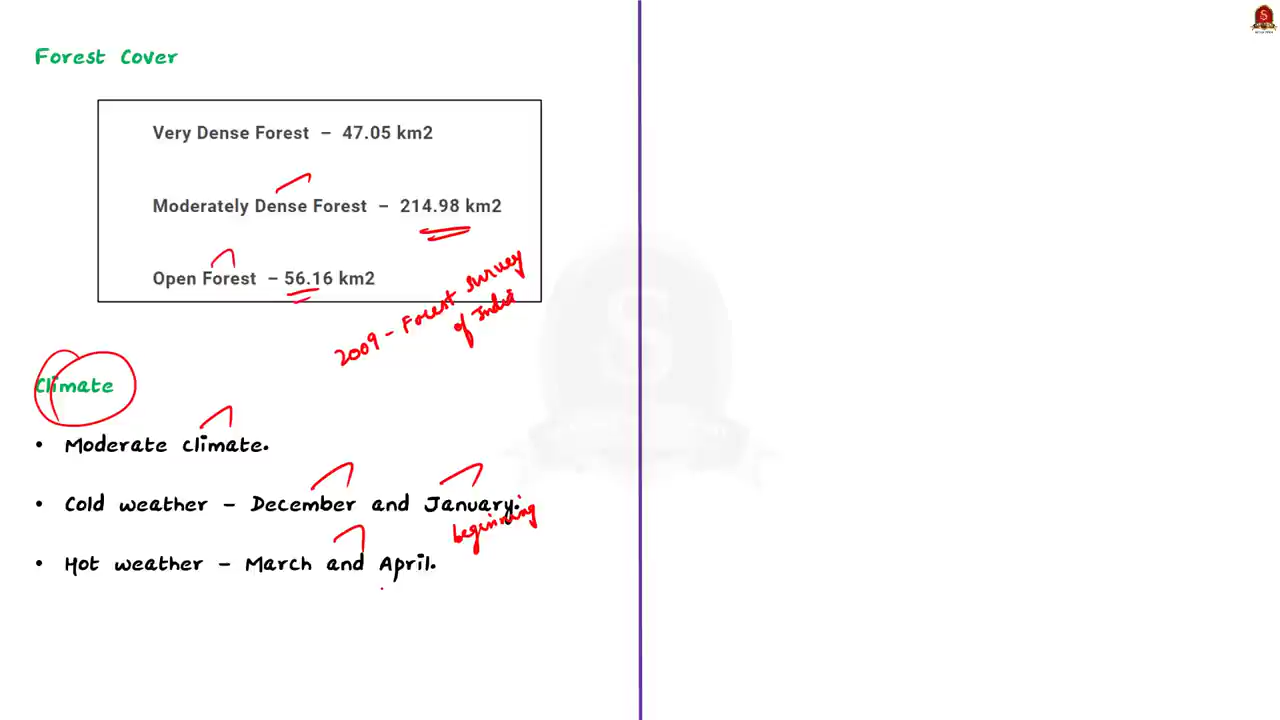 Forest Cover
Very Dense Forest – 47.05 km2
Moderately Dense Forest – 214.98 km2
Open Forest – 56.16 km2
2009 - Forest Survey
of India
Climate
• Moderate climate.
• Cold weather – December and January.
beginning
• Hot weather – March and April.